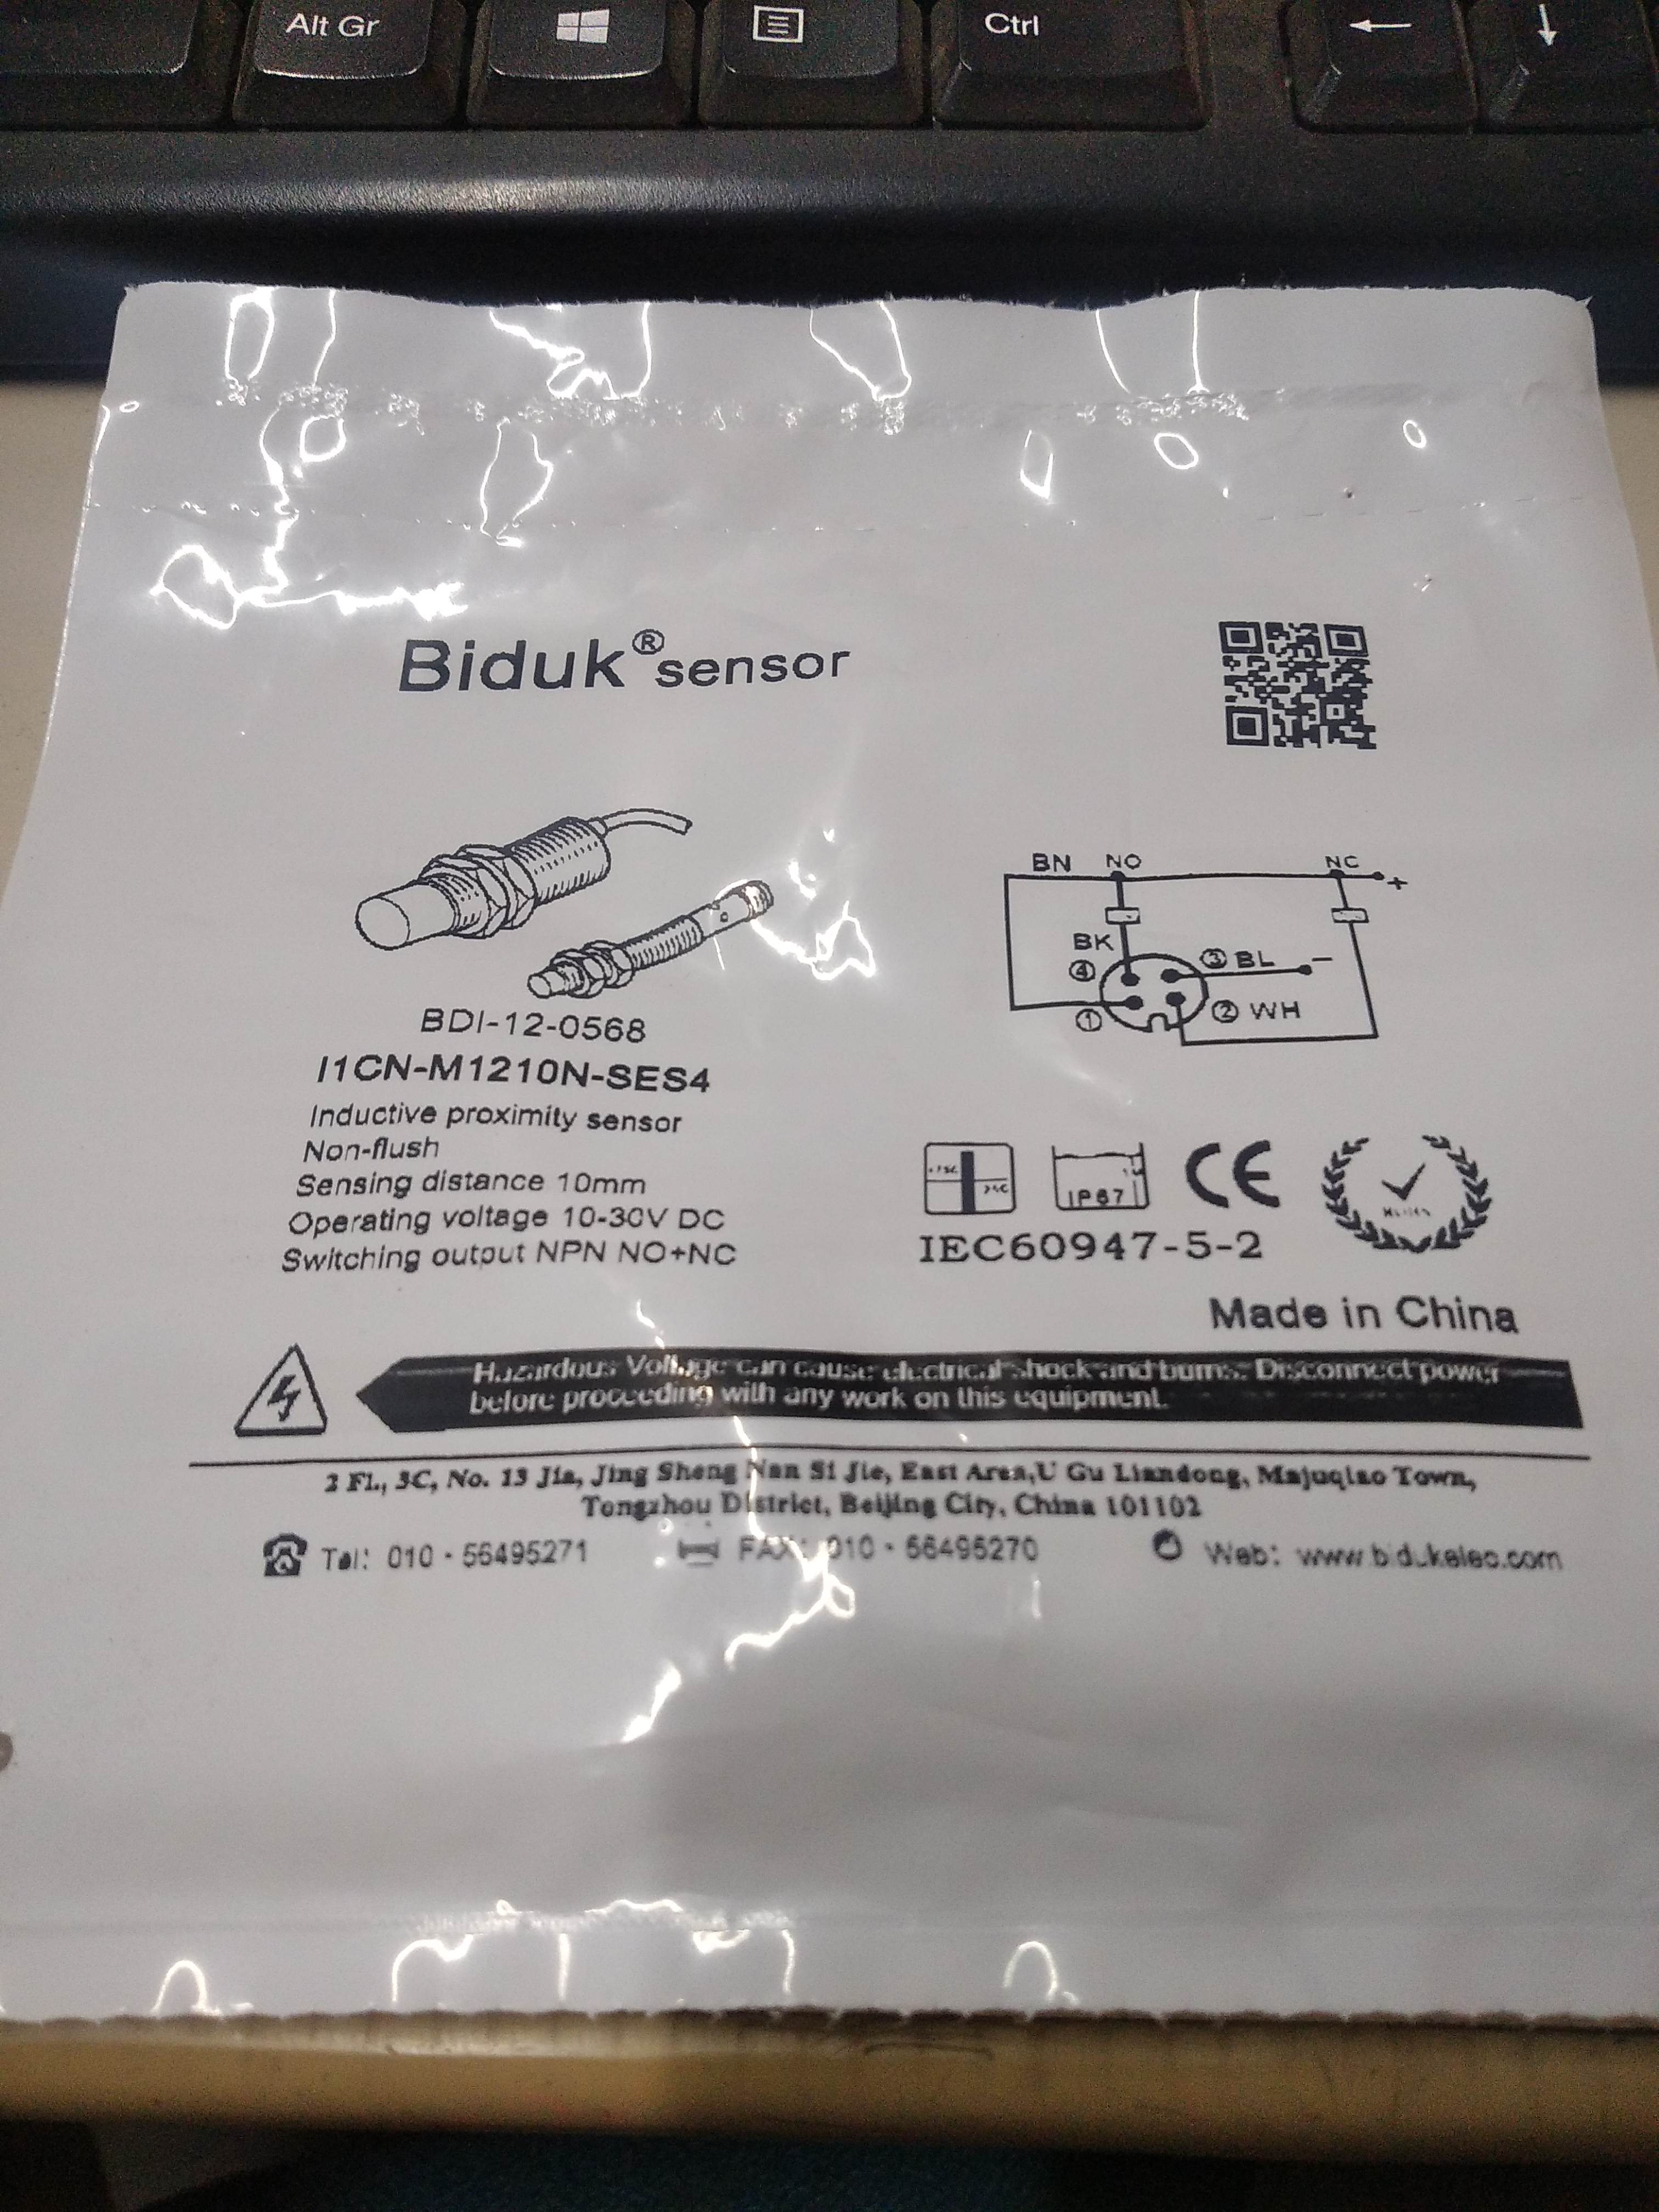 Alt Gr
Ctrl
Biduk® sensor
BN NO NC +
BK
④ ③ BL −
① ② WH
BDI-12-0568
I1CN-M1210N-SES4
Inductive proximity sensor
Non-flush
Sensing distance 10mm
Operating voltage 10-30V DC
Switching output NPN NO+NC
IP67
CE
IEC60947-5-2
Made in China
Hazardous Voltage can cause electrical shock and burns. Disconnect power
before proceeding with any work on this equipment.
2 Fl., 3C, No. 13 Jia, Jing Sheng Nan Si Jie, East Area,U Gu Liandong, Majuqiao Town,
Tongzhou District, Beijing City, China 101102
Tel: 010 · 56495271 FAX: 010 · 56495270 Web: www.bidukelec.com